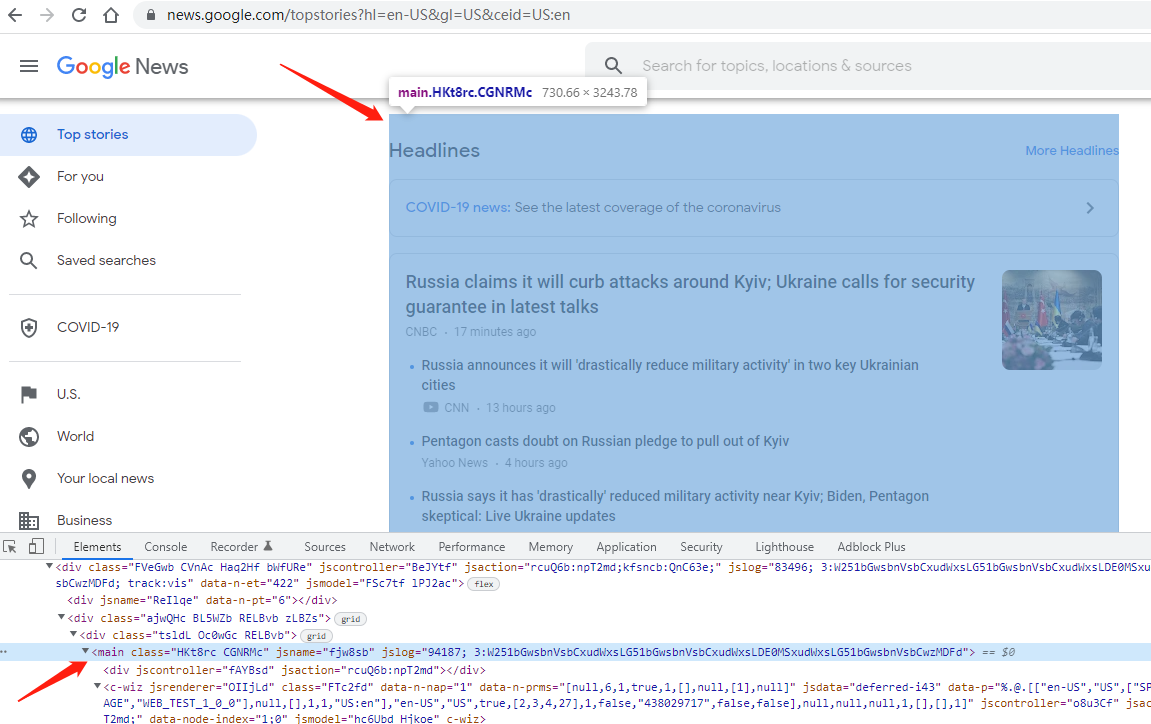 news.google.com/topstories?hl=en-US&gl=US&ceid=US:en
Google News
Search for topics, locations & sources
main.HKt8rc.CGNRMc 730.66 × 3243.78
Top stories
For you
Following
Saved searches
COVID-19
U.S.
World
Your local news
Business
Headlines
More Headlines
COVID-19 news: See the latest coverage of the coronavirus
Russia claims it will curb attacks around Kyiv; Ukraine calls for security
guarantee in latest talks
CNBC · 17 minutes ago
Russia announces it will 'drastically reduce military activity' in two key Ukrainian
cities
CNN · 13 hours ago
Pentagon casts doubt on Russian pledge to pull out of Kyiv
Yahoo News · 4 hours ago
Russia says it has 'drastically' reduced military activity near Kyiv; Biden, Pentagon
skeptical: Live Ukraine updates
Elements Console Recorder Sources Network Performance Memory Application Security Lighthouse Adblock Plus
<div class="FVeGwb CVnAc Haq2Hf bWfURe" jscontroller="BeJYtf" jsaction="rcuQ6b:npT2md;kfsncb:QnC63e;" jslog="83496; 3:W251bGwsbnVsbCxudWxsLG51bGwsbnVsbCxudWxsLDE0MSxu
sbCwzMDFd; track:vis" data-n-et="422" jsmodel="FSc7tf lPJ2ac"> flex
<div jsname="ReIlqe" data-n-pt="6"></div>
<div class="ajwQHc BL5WZb RELBvb zLBZs"> grid
<div class="tsldL Oc0wGc RELBvb"> grid
<main class="HKt8rc CGNRMc" jsname="fjw8sb" jslog="94187; 3:W251bGwsbnVsbCxudWxsLG51bGwsbnVsbCxudWxsLDE0MSxudWxsLG51bGwsbnVsbCwzMDFd"> == $0
<div jscontroller="fAYBsd" jsaction="rcuQ6b:npT2md"></div>
<c-wiz jsrenderer="OIIjLd" class="FTc2fd" data-n-nap="1" data-n-prms="[null,6,1,true,1,[],null,[1],null]" jsdata="deferred-i43" data-p="%.@.[["en-US","US",["SP
AGE","WEB_TEST_1_0_0"],null,[],1,1,"US:en"],"en-US","US",true,[2,3,4,27],1,false,"438029717",false,false],null,null,null,1,[],[],1]" jscontroller="o8u3Cf" jsac
T2md;" data-node-index="1;0" jsmodel="hc6Ubd Hjkoe" c-wiz>